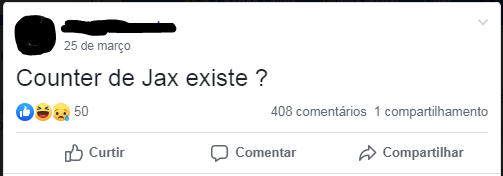 25 de março
Counter de Jax existe ?
50 408 comentários 1 compartilhamento
Curtir Comentar Compartilhar